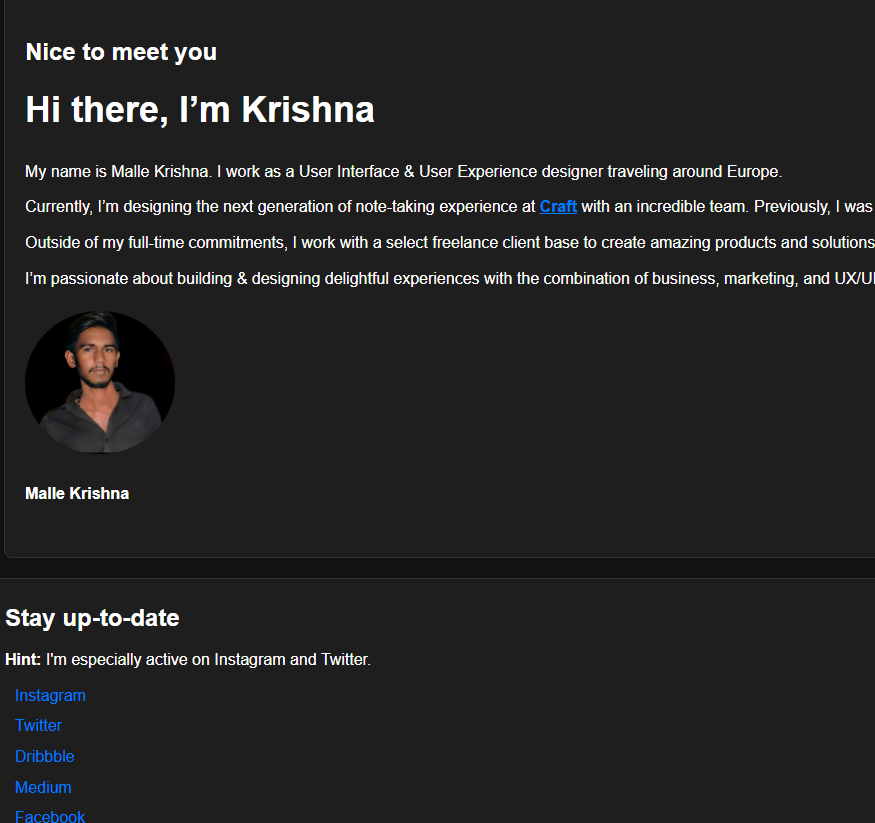 Nice to meet you
Hi there, I’m Krishna
My name is Malle Krishna. I work as a User Interface & User Experience designer traveling around Europe.
Currently, I’m designing the next generation of note-taking experience at Craft with an incredible team. Previously, I was
Outside of my full-time commitments, I work with a select freelance client base to create amazing products and solutions
I’m passionate about building & designing delightful experiences with the combination of business, marketing, and UX/UI
Malle Krishna
Stay up-to-date
Hint: I'm especially active on Instagram and Twitter.
Instagram
Twitter
Dribbble
Medium
Facebook